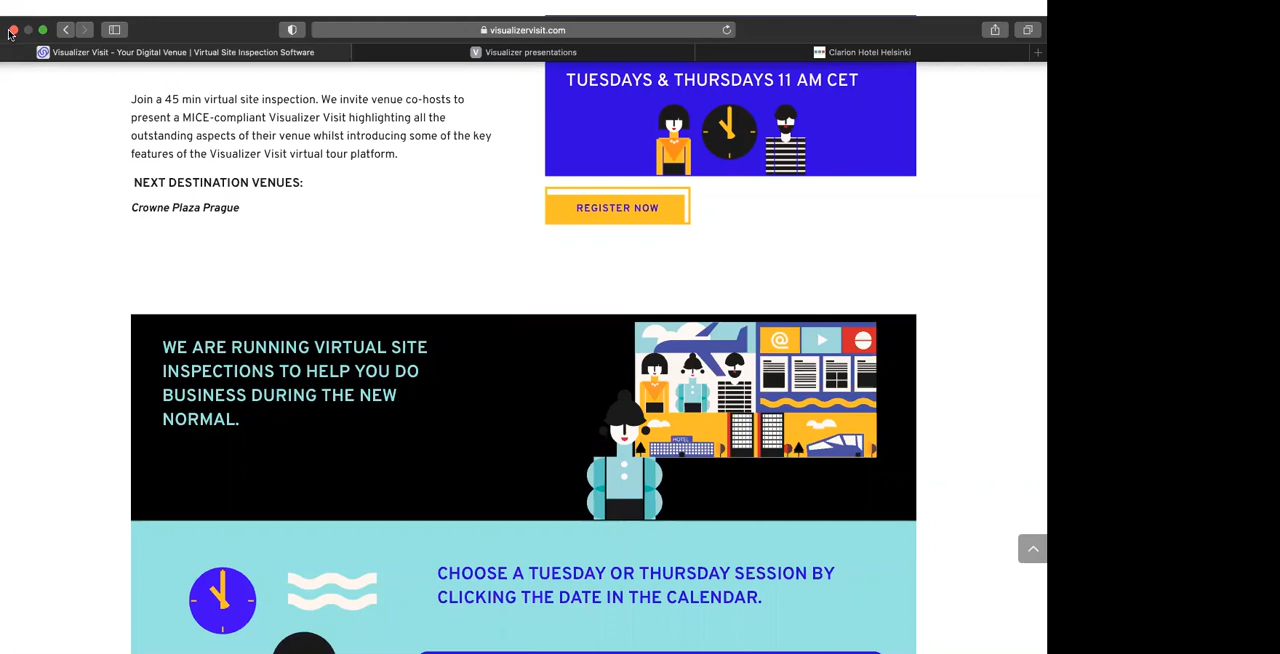 visualizervisit.com
Visualizer Visit - Your Digital Venue | Virtual Site Inspection Software
V Visualizer presentations
Clarion Hotel Helsinki
TUESDAYS & THURSDAYS 11 AM CET
Join a 45 min virtual site inspection. We invite venue co-hosts to
present a MICE-compliant Visualizer Visit highlighting all the
outstanding aspects of their venue whilst introducing some of the key
features of the Visualizer Visit virtual tour platform.
NEXT DESTINATION VENUES:
Crowne Plaza Prague
REGISTER NOW
WE ARE RUNNING VIRTUAL SITE
INSPECTIONS TO HELP YOU DO
BUSINESS DURING THE NEW
NORMAL.
@
HOTEL
CHOOSE A TUESDAY OR THURSDAY SESSION BY
CLICKING THE DATE IN THE CALENDAR.